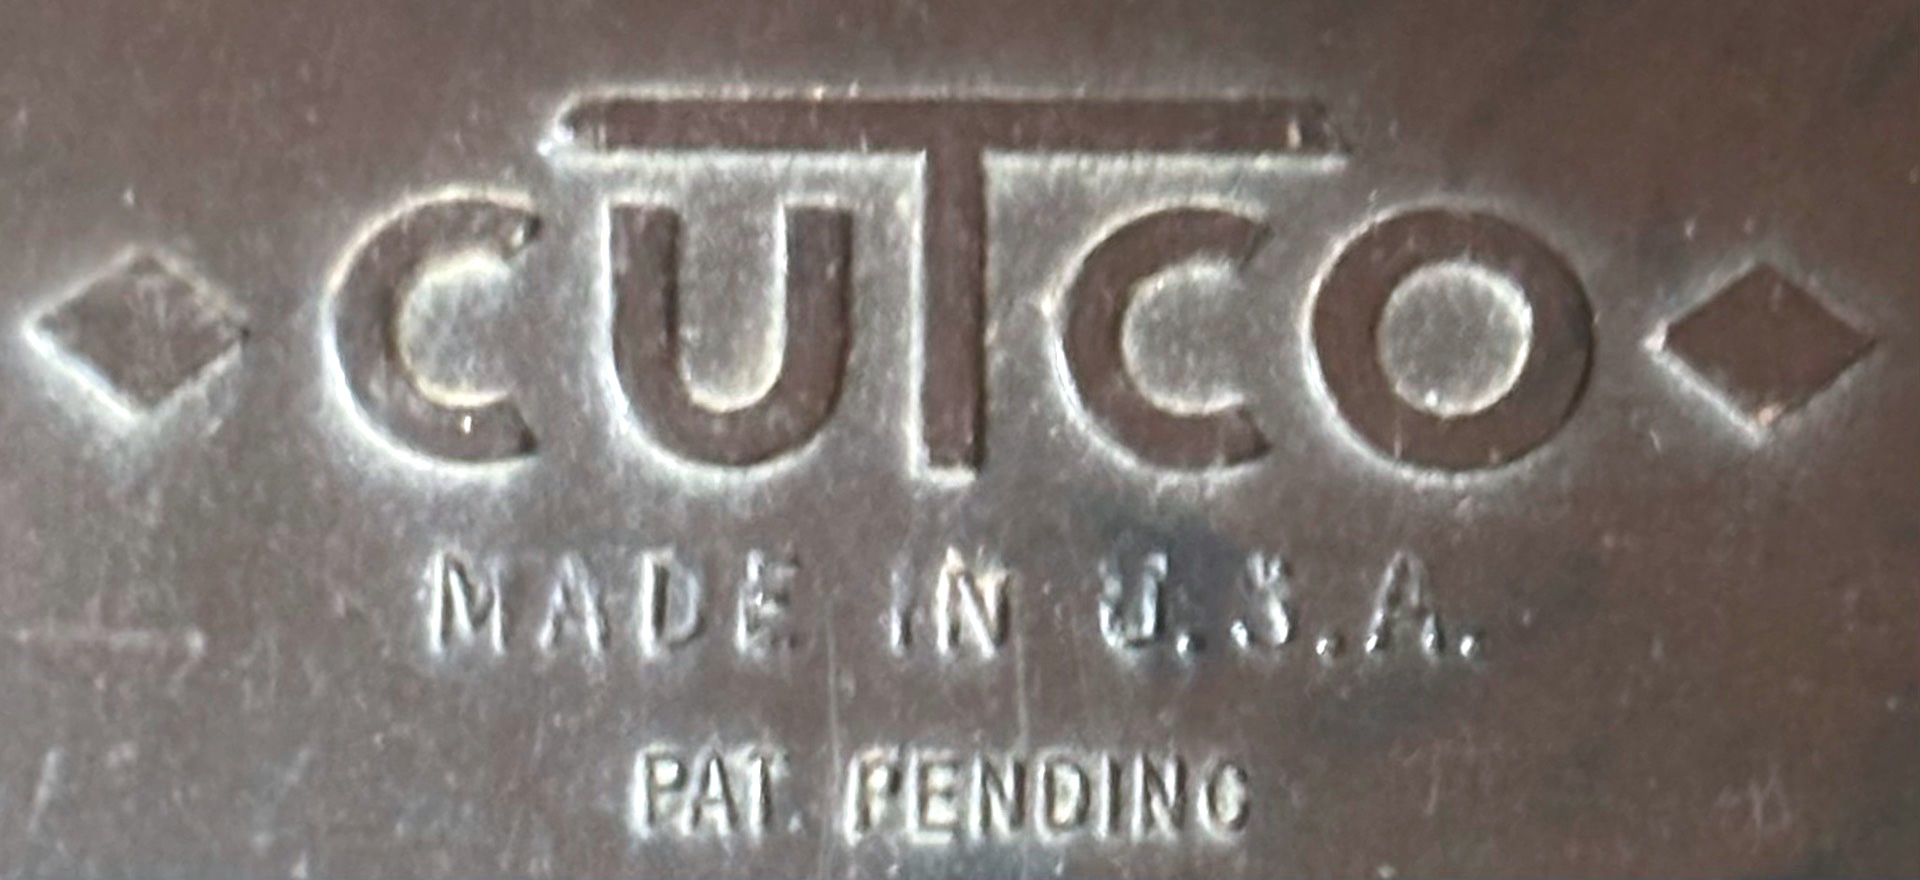 CUTCO
MADE IN U.S.A.
PAT. PENDING